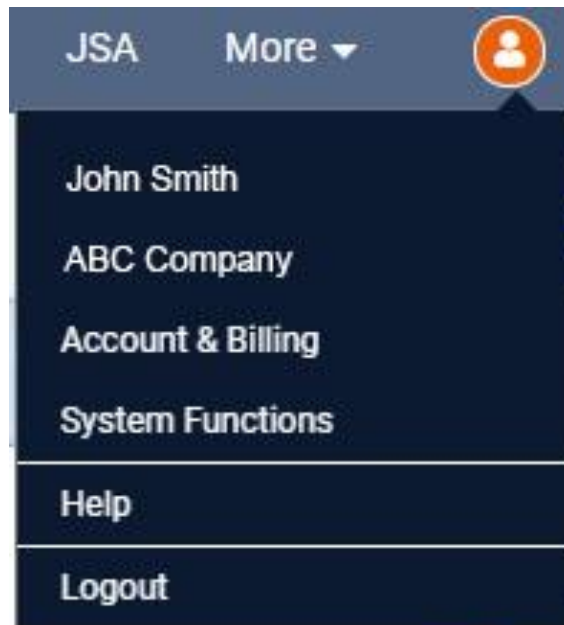 JSA More
John Smith
ABC Company
Account & Billing
System Functions
Help
Logout